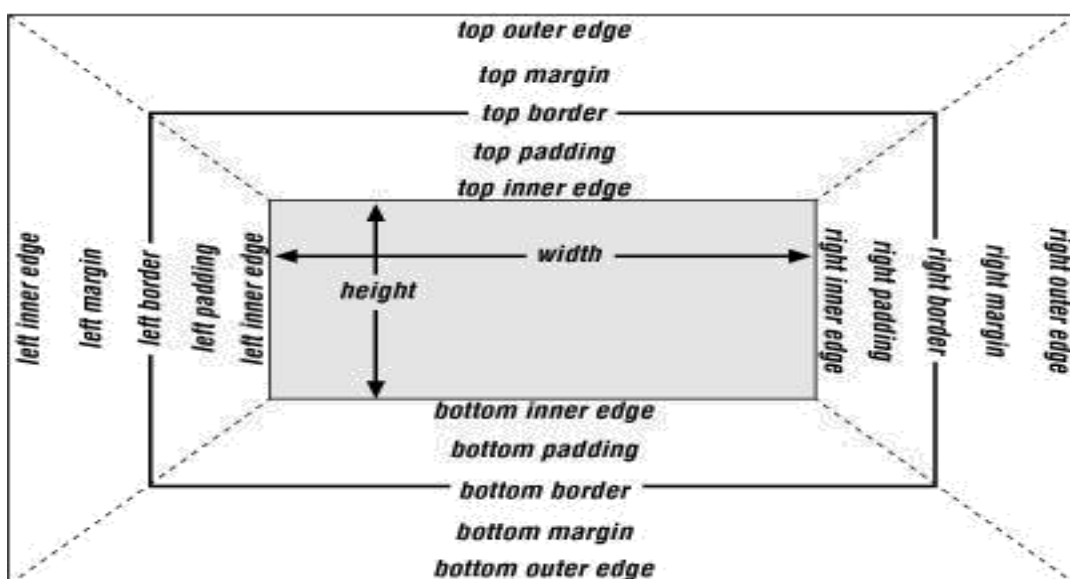 top outer edge
top margin
top border
top padding
top inner edge
left inner edge
left margin
left border
left padding
left inner edge
width
height
right inner edge
right padding
right border
right margin
right outer edge
bottom inner edge
bottom padding
bottom border
bottom margin
bottom outer edge